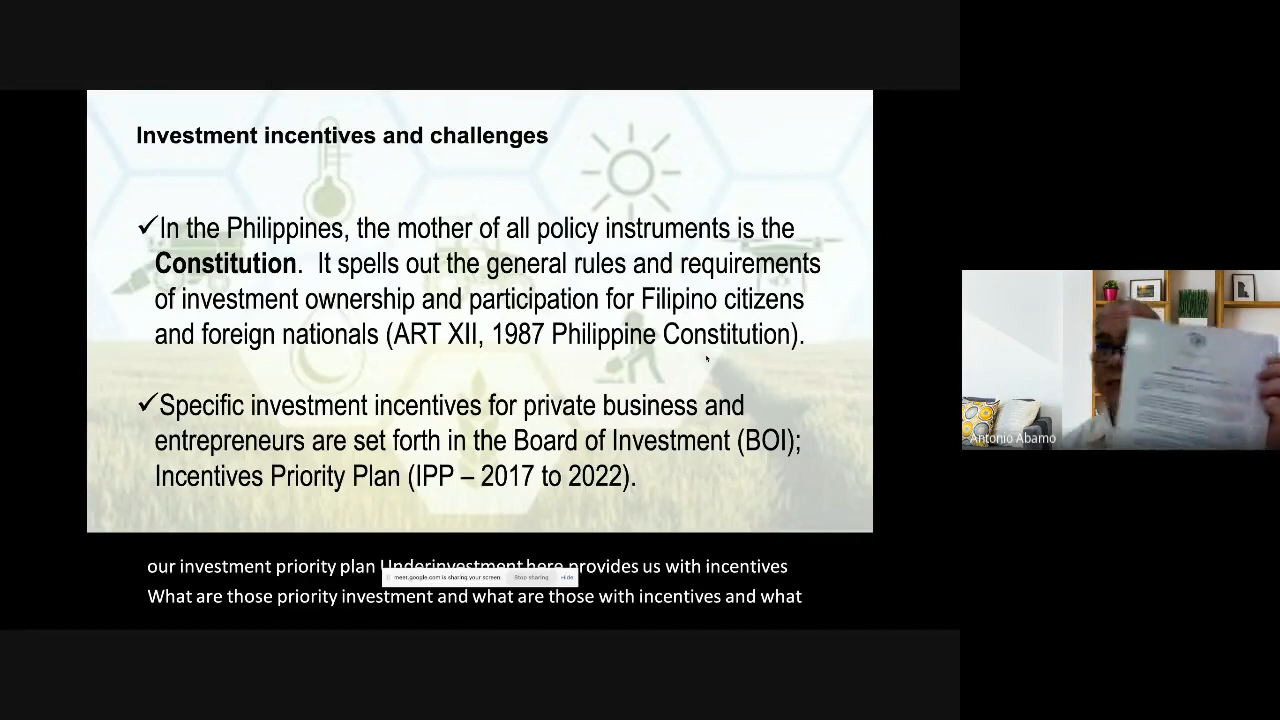 Investment incentives and challenges
✓In the Philippines, the mother of all policy instruments is the
Constitution. It spells out the general rules and requirements
of investment ownership and participation for Filipino citizens
and foreign nationals (ART XII, 1987 Philippine Constitution).
✓Specific investment incentives for private business and
entrepreneurs are set forth in the Board of Investment (BOI);
Incentives Priority Plan (IPP – 2017 to 2022).
Antonio Abamo
our investment priority plan Underinvestment here provides us with incentives
meet.google.com is sharing your screen. Stop sharing Hide
What are those priority investment and what are those with incentives and what